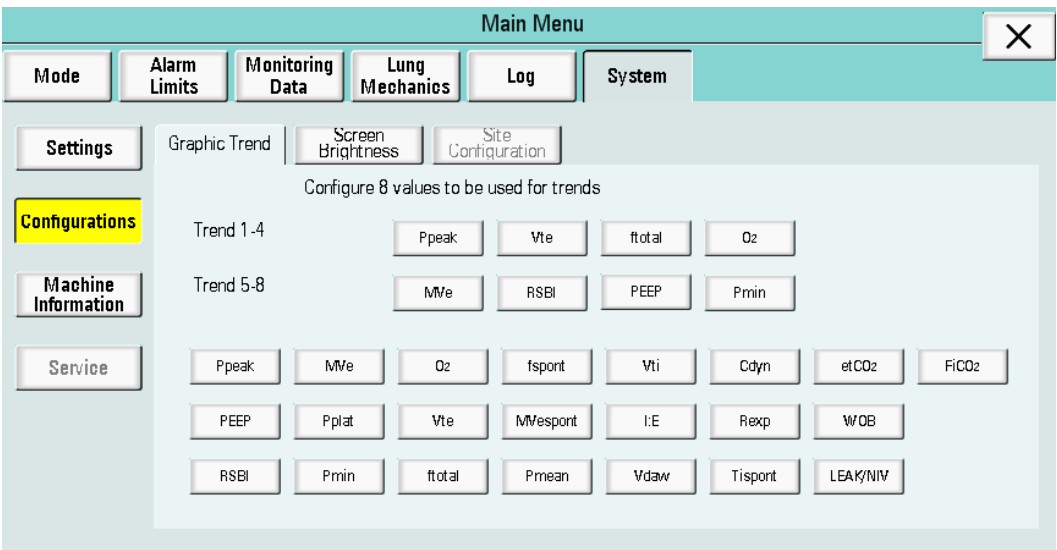 Main Menu
Mode
Alarm
Limits
Monitoring
Data
Lung
Mechanics
Log
System
Settings
Configurations
Machine
Information
Service
Graphic Trend
Screen
Brightness
Site
Configuration
Configure 8 values to be used for trends
Trend 1-4
Ppeak
Vte
ftotal
O2
Trend 5-8
MVe
RSBI
PEEP
Pmin
Ppeak
MVe
O2
fspont
Vti
Cdyn
etCO2
FiCO2
PEEP
Pplat
Vte
MVespont
I:E
Rexp
WOB
RSBI
Pmin
ftotal
Pmean
Vdaw
Tispont
LEAK/NIV